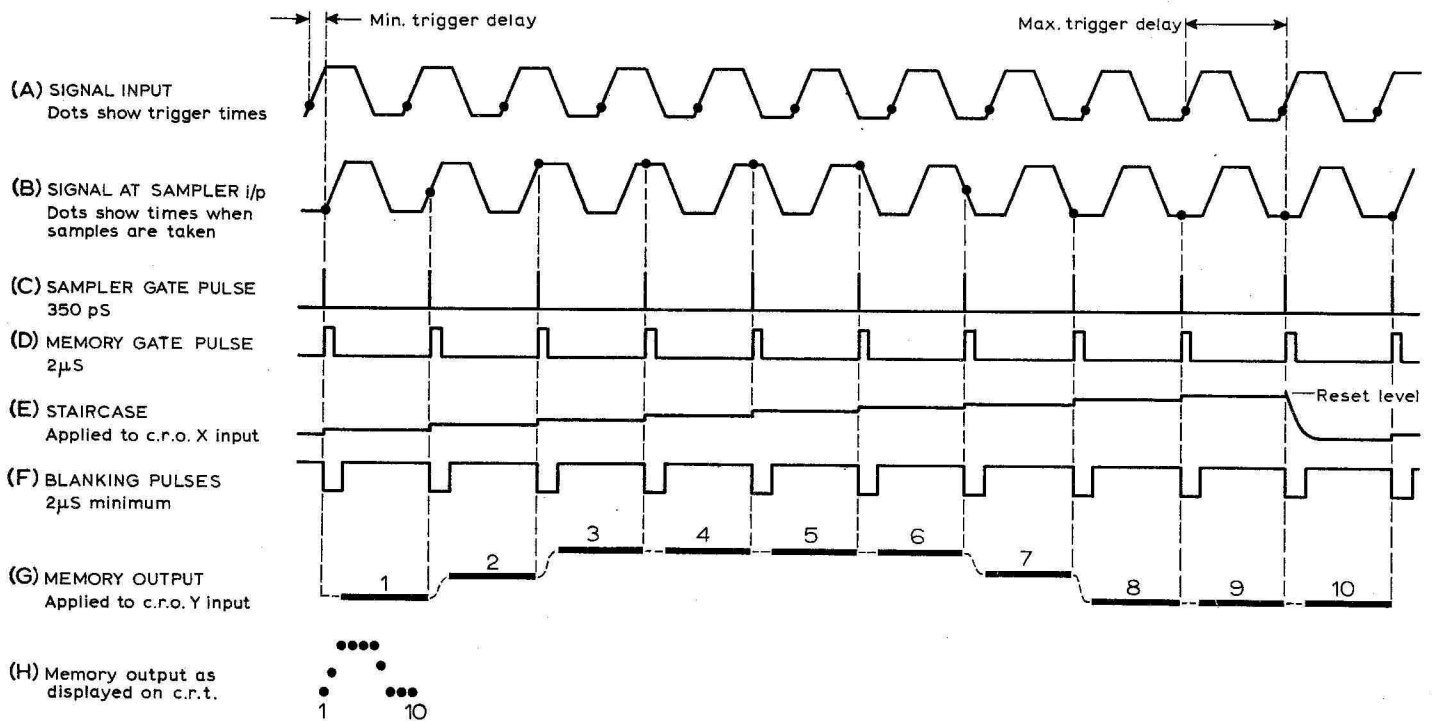 Min. trigger delay
Max. trigger delay
(A) SIGNAL INPUT
Dots show trigger times
(B) SIGNAL AT SAMPLER i/p
Dots show times when
samples are taken
(C) SAMPLER GATE PULSE
350 pS
(D) MEMORY GATE PULSE
2µS
(E) STAIRCASE
Applied to c.r.o. X input
Reset level
(F) BLANKING PULSES
2µS minimum
1 2 3 4 5 6 7 8 9 10
(G) MEMORY OUTPUT
Applied to c.r.o. Y input
(H) Memory output as
displayed on c.r.t.
1 10